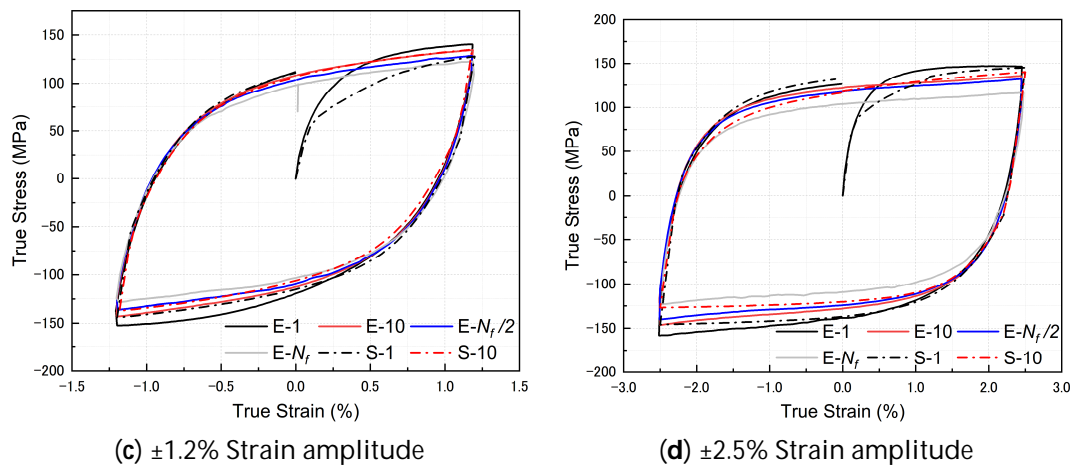 150
100
50
0
−50
−100
−150
−200
−1.5
−1.0
−0.5
0.0
0.5
1.0
1.5
True Stress (MPa)
True Strain (%)
E-1
E-10
E-Nf /2
E-Nf
S-1
S-10
(c) ±1.2% Strain amplitude
200
150
100
50
0
−50
−100
−150
−200
−3.0
−2.0
−1.0
0.0
1.0
2.0
3.0
True Stress (MPa)
True Strain (%)
E-1
E-10
E-Nf /2
E-Nf
S-1
S-10
(d) ±2.5% Strain amplitude